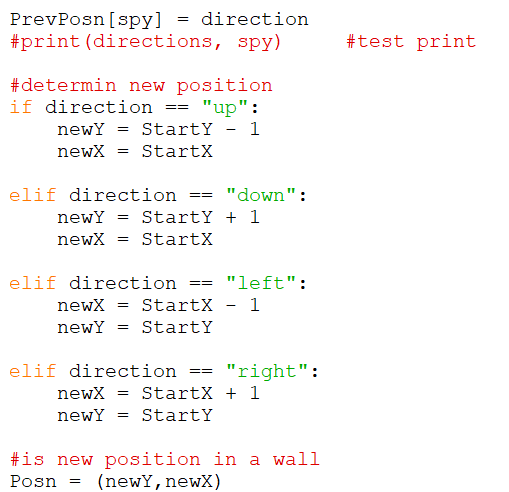 PrevPosn[spy] = direction
#print(directions, spy)     #test print

#determin new position
if direction == "up":
    newY = StartY - 1
    newX = StartX

elif direction == "down":
    newY = StartY + 1
    newX = StartX

elif direction == "left":
    newX = StartX - 1
    newY = StartY

elif direction == "right":
    newX = StartX + 1
    newY = StartY

#is new position in a wall
Posn = (newY,newX)